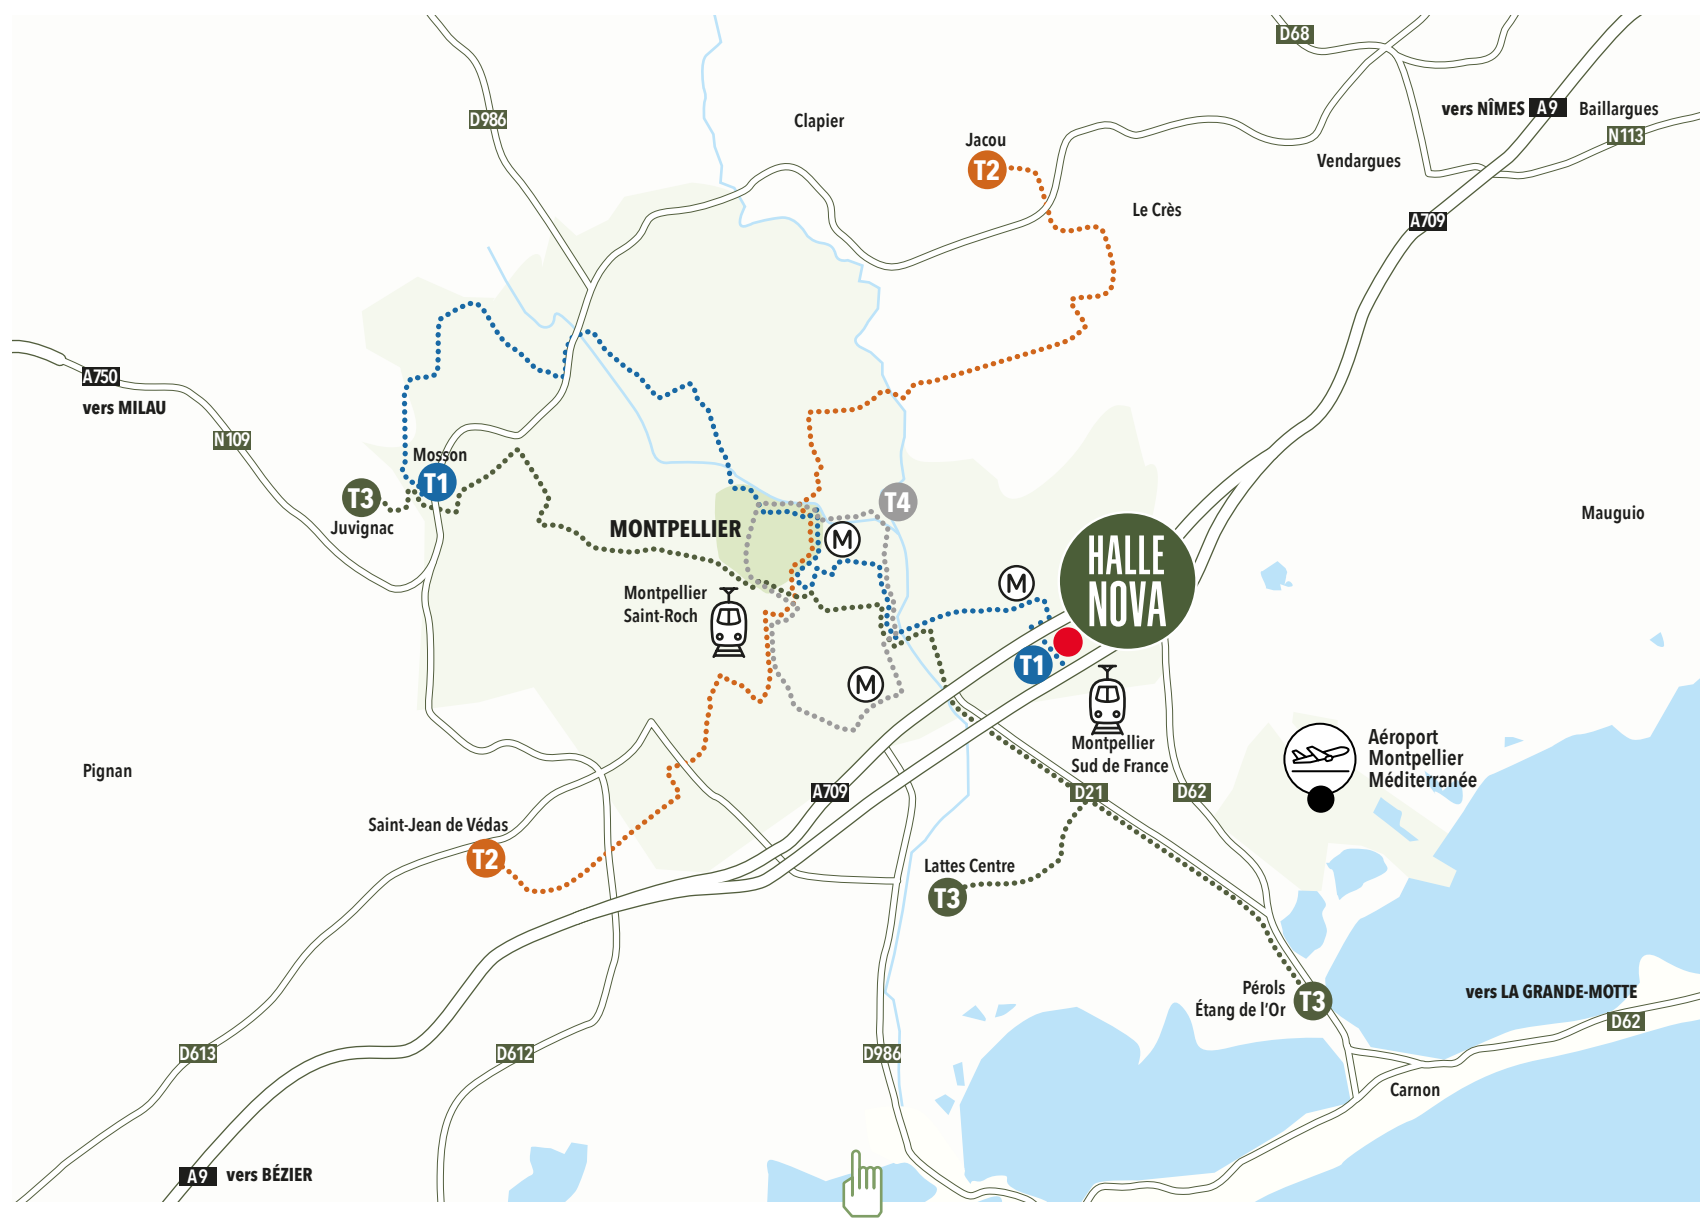 D68
vers NÎMES A9 Baillargues
D986
Clapier
N113
Jacou
T2
Vendargues
Le Crès
A709
A750
vers MILAU
N109
Mosson
T1
T3
Juvignac
T4
MONTPELLIER
M
Mauguio
HALLE
NOVA
M
Montpellier
Saint-Roch
T1
M
Montpellier
Sud de France
Aéroport
Montpellier
Méditerranée
Pignan
A709
D21
D62
Saint-Jean de Védas
T2
Lattes Centre
T3
Pérols
Étang de l'Or
T3
vers LA GRANDE-MOTTE
D62
D613
D612
D986
Carnon
A9 vers BÉZIER